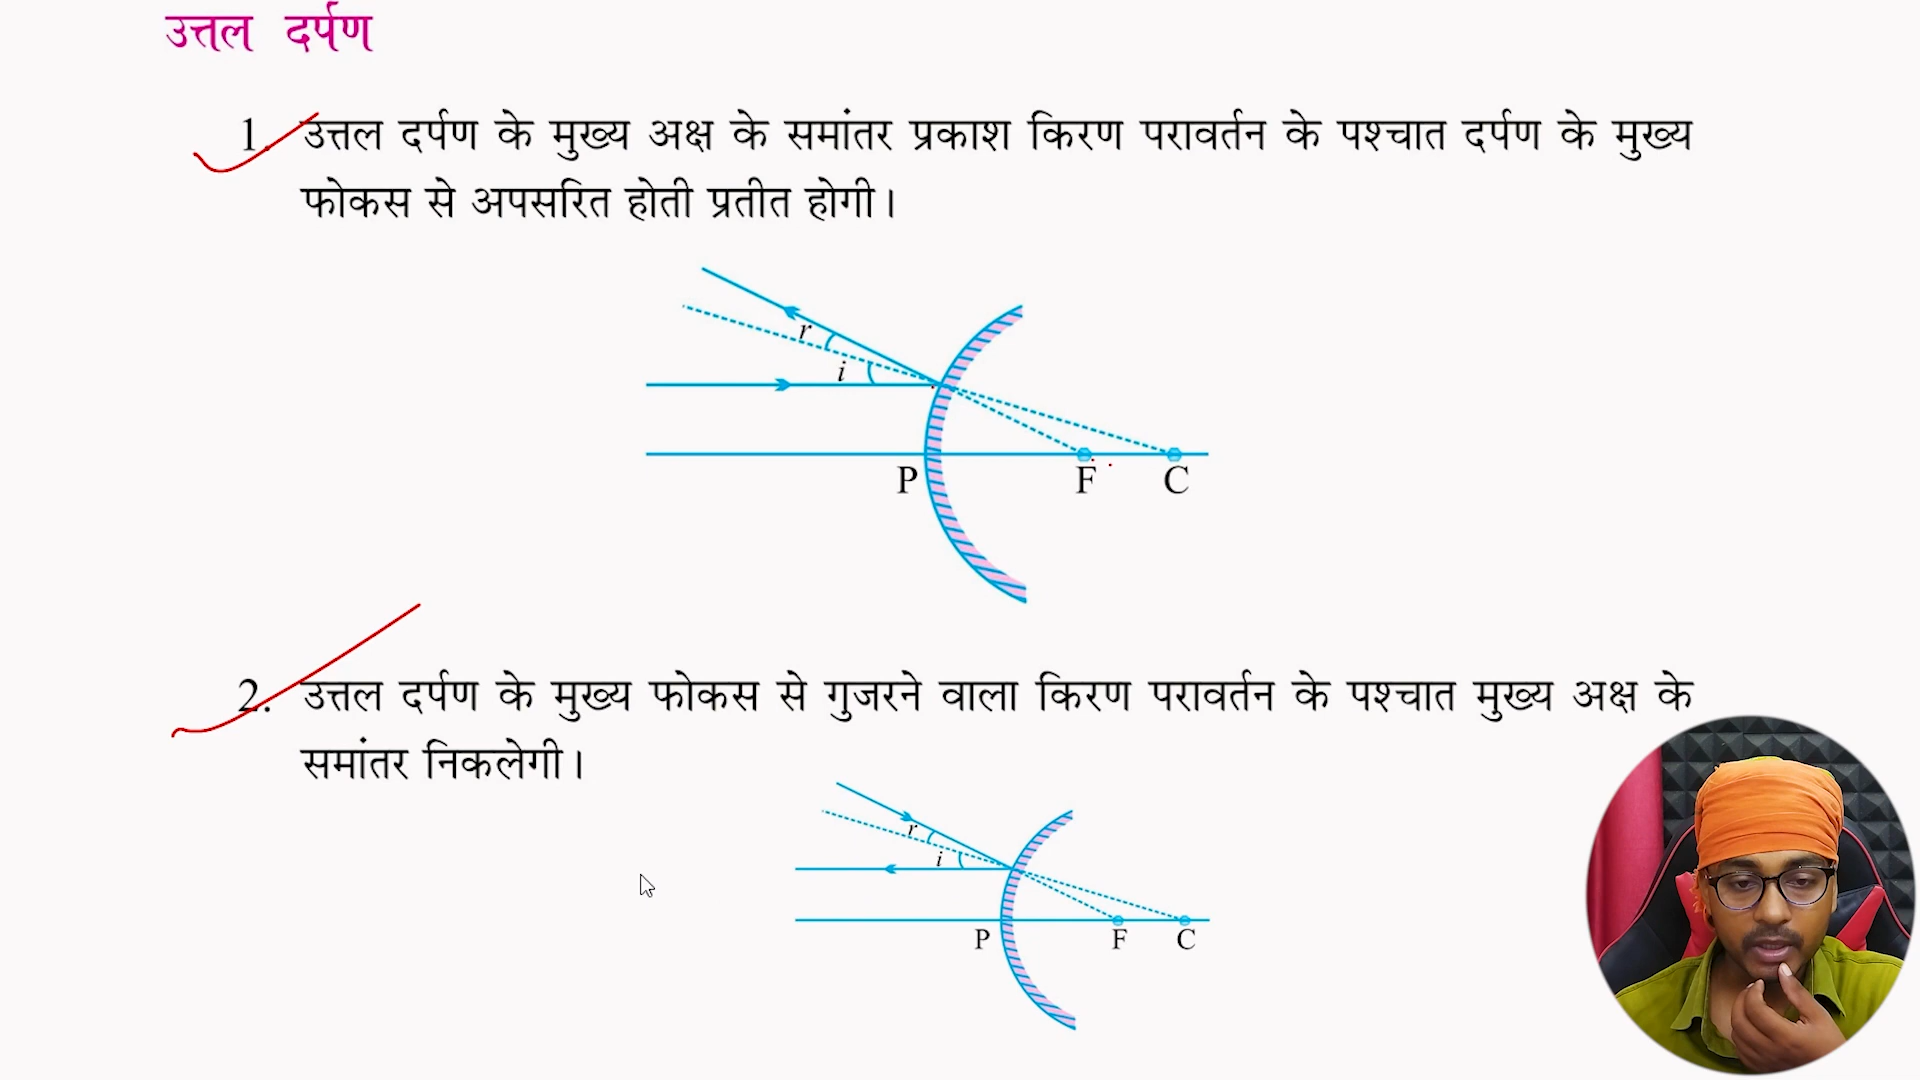 उत्तल दर्पण
1. उत्तल दर्पण के मुख्य अक्ष के समांतर प्रकाश किरण परावर्तन के पश्चात दर्पण के मुख्य
फोकस से अपसरित होती प्रतीत होगी।
r
i
P F C
2. उत्तल दर्पण के मुख्य फोकस से गुजरने वाला किरण परावर्तन के पश्चात मुख्य अक्ष के
समांतर निकलेगी।
r
i
P F C